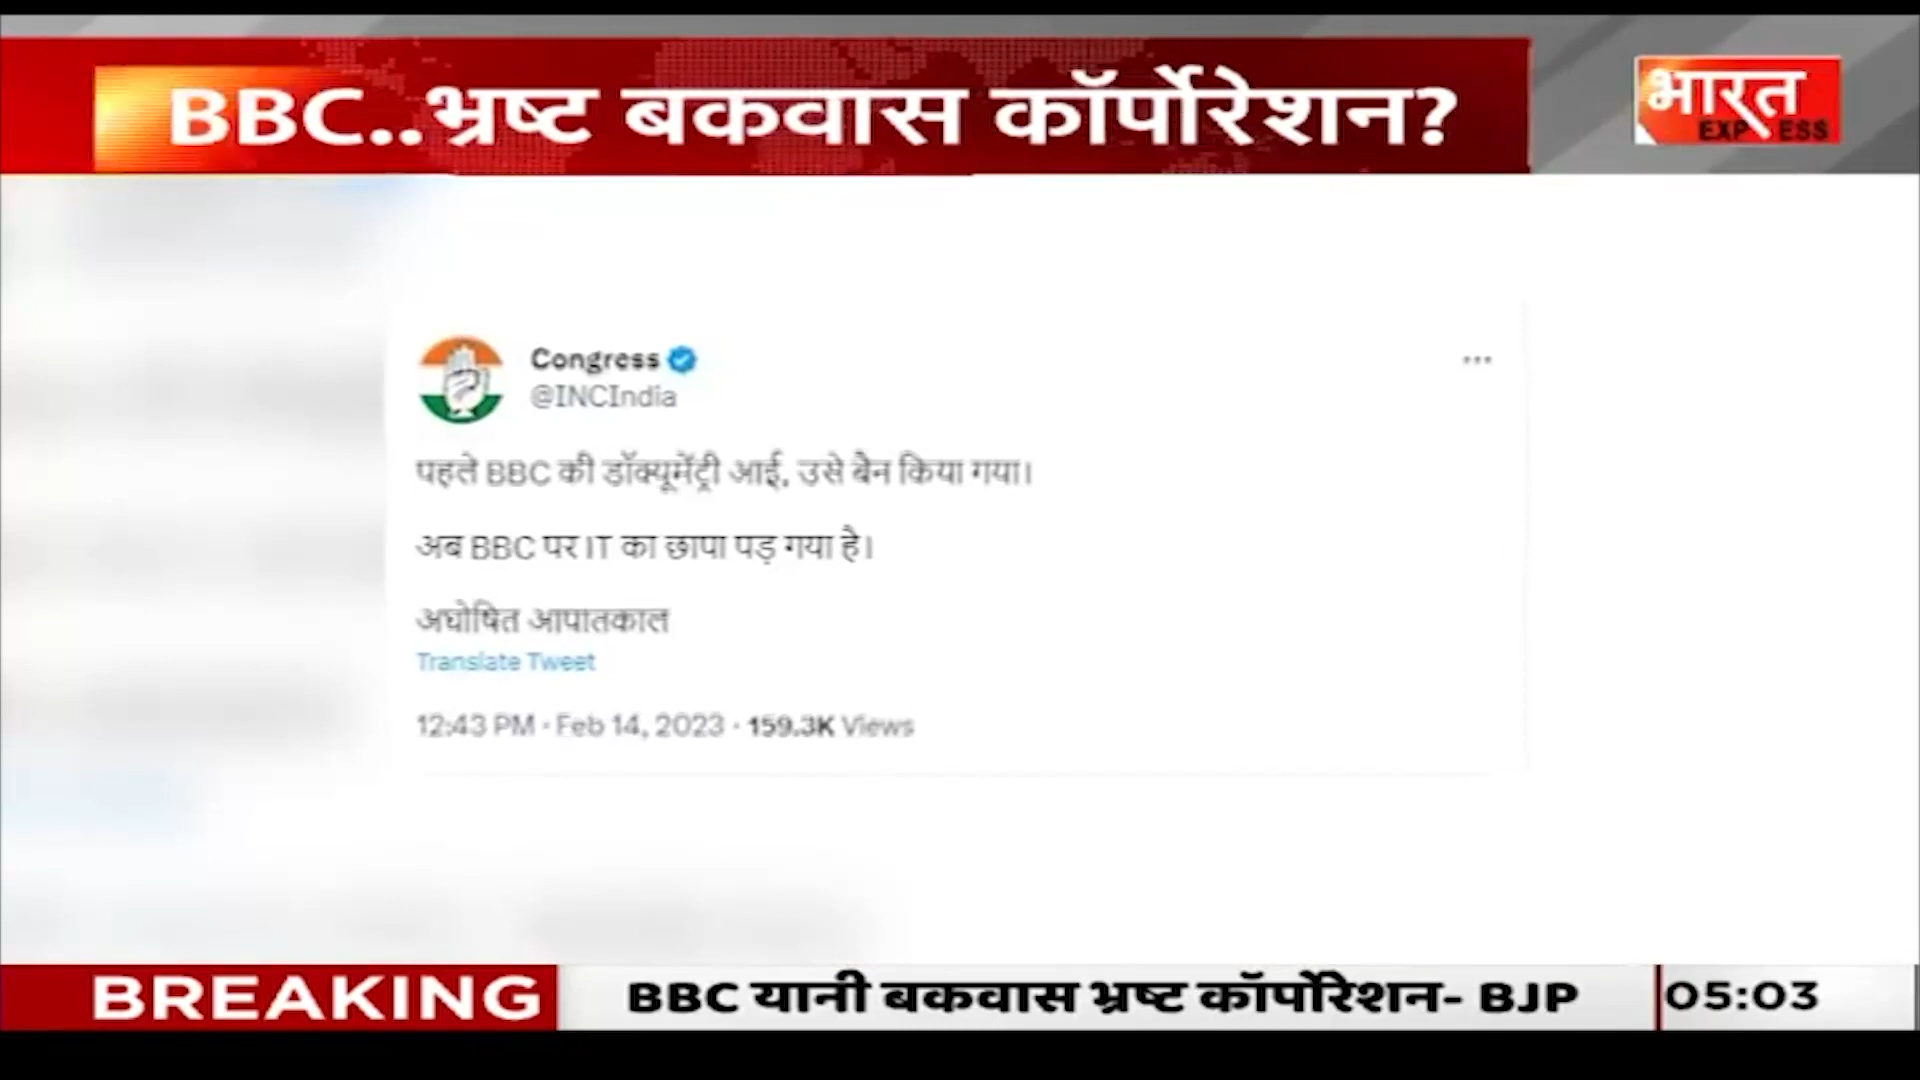 BBC..भ्रष्ट बकवास कॉर्पोरेशन?
भारत
EXPRESS
Congress
@INCIndia
पहले BBC की डॉक्यूमेंट्री आई, उसे बैन किया गया।
अब BBC पर IT का छापा पड़ गया है।
अघोषित आपातकाल
Translate Tweet
12:43 PM · Feb 14, 2023 · 159.3K Views
BREAKING
BBC यानी बकवास भ्रष्ट कॉर्पोरेशन- BJP
05:03